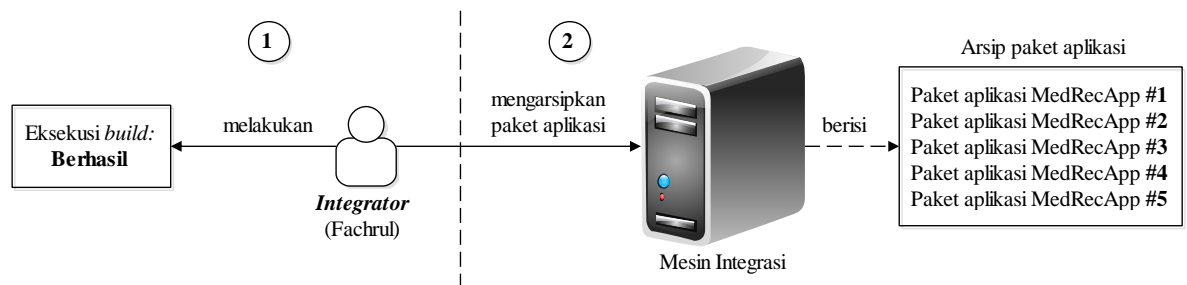 1
2
Eksekusi build:
Berhasil
melakukan
Integrator
(Fachrul)
mengarsipkan
paket aplikasi
Mesin Integrasi
berisi
Arsip paket aplikasi
Paket aplikasi MedRecApp #1
Paket aplikasi MedRecApp #2
Paket aplikasi MedRecApp #3
Paket aplikasi MedRecApp #4
Paket aplikasi MedRecApp #5